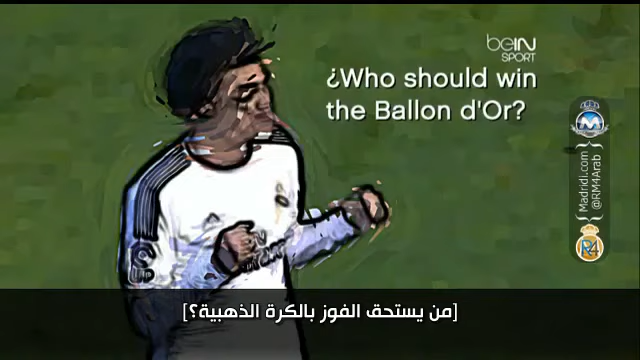 beIN
SPORT
¿Who should win
the Ballon d'Or?
Madridi.com
@RM4Arab
[من يستحق الفوز بالكرة الذهبية؟]